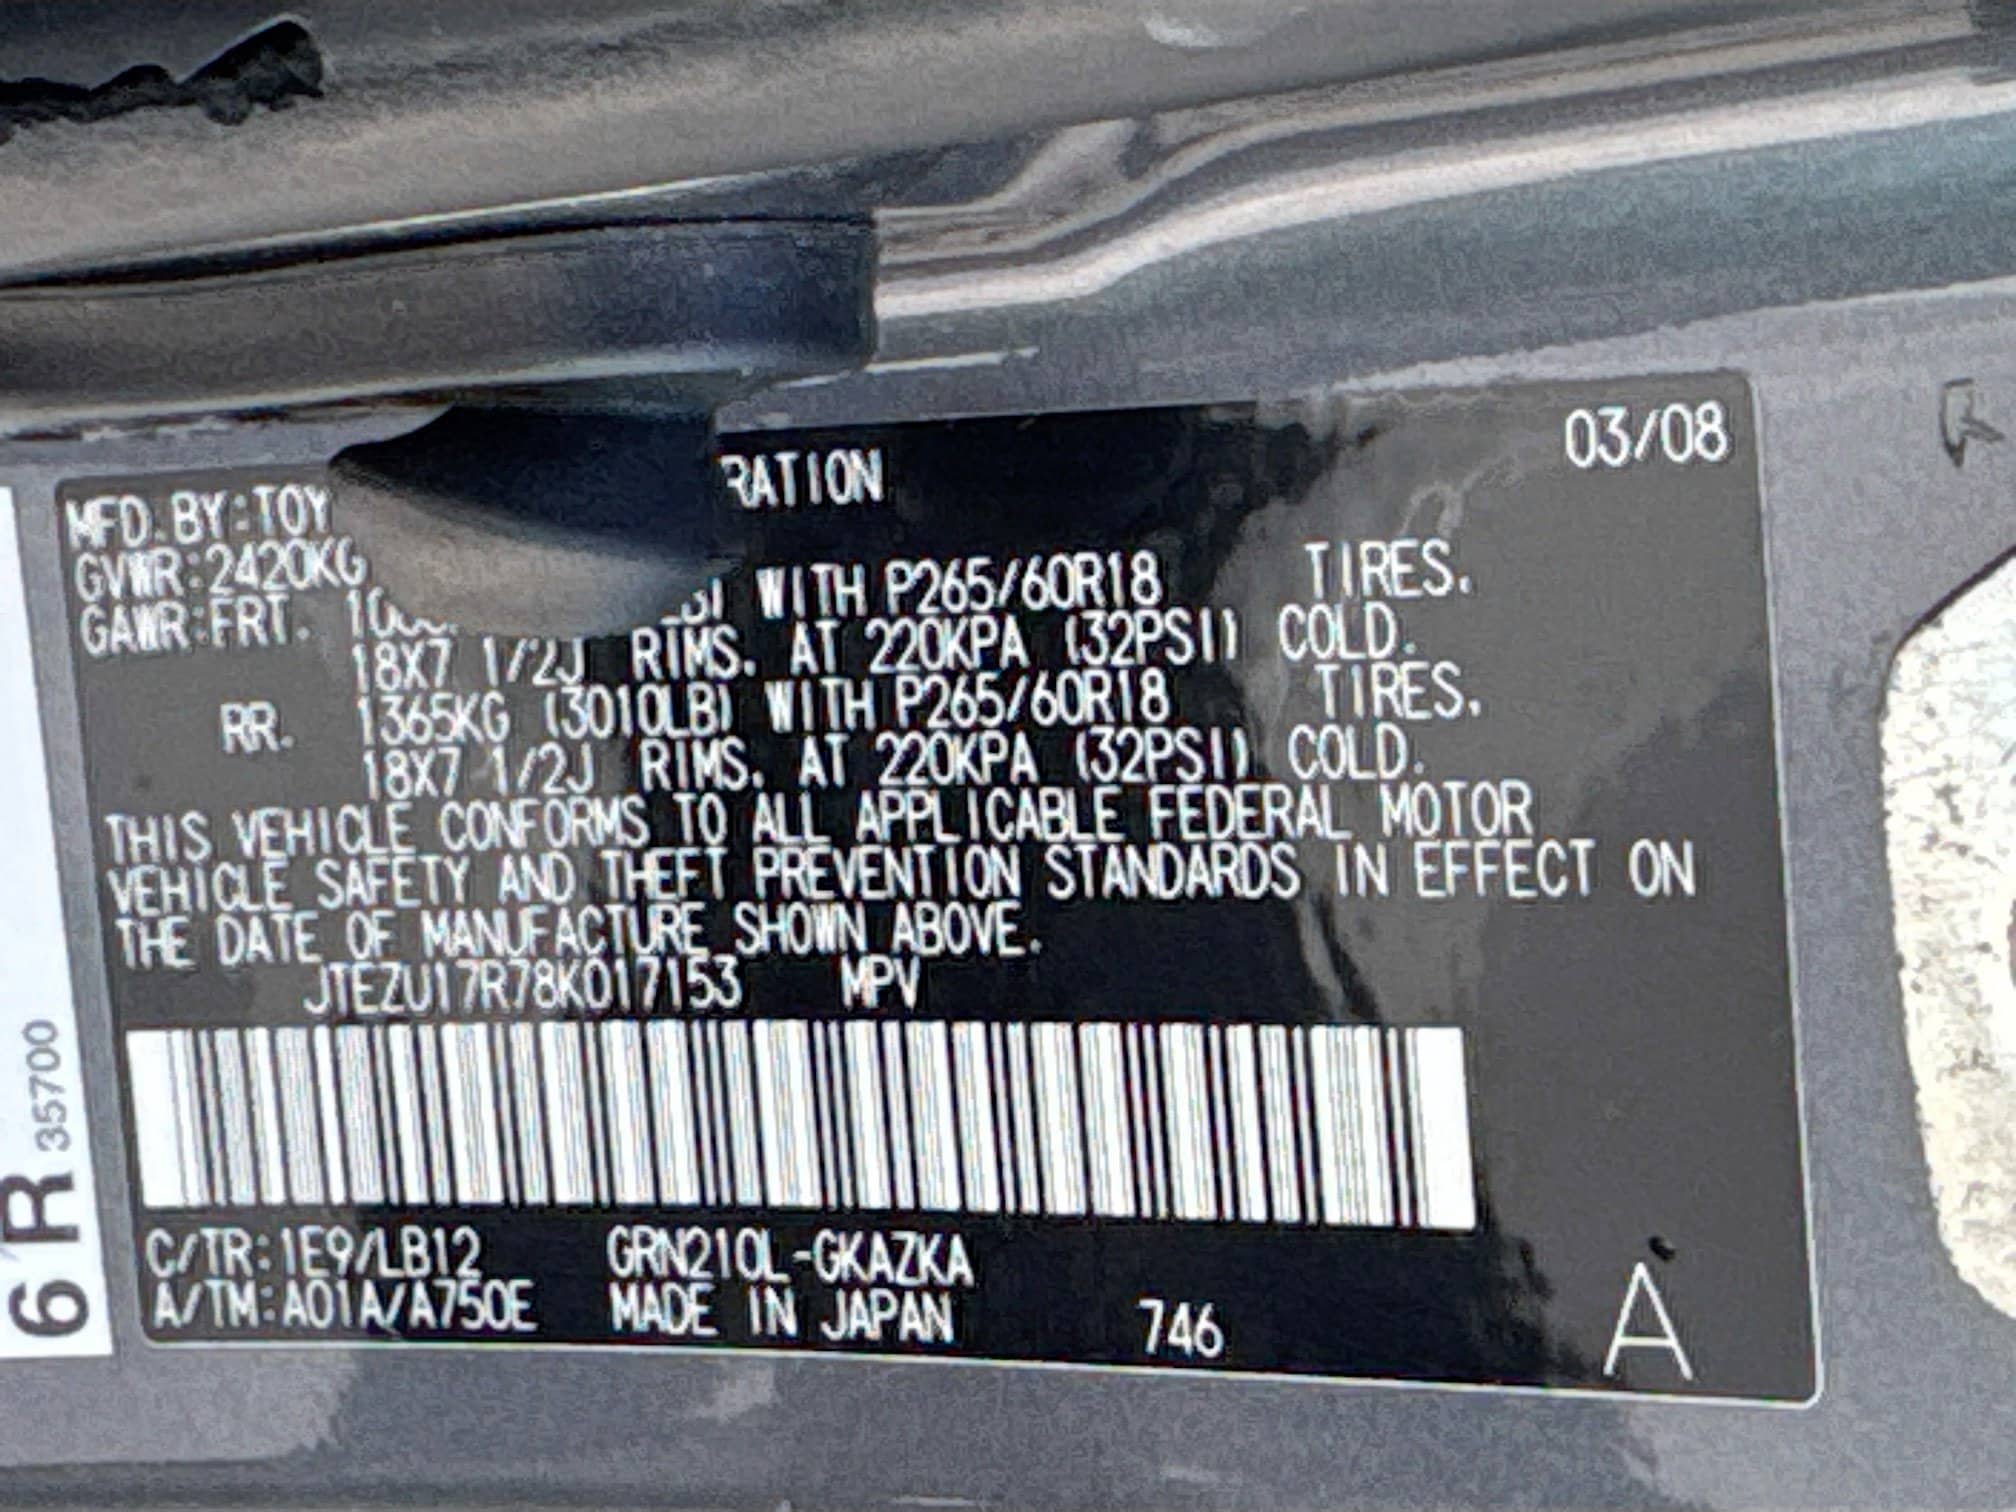 03/08
MFD. BY: TOY RATION
GVWR: 2420KG
GAWR: FRT. WITH P265/60R18 TIRES.
18X7 1/2J RIMS. AT 220KPA (32PSI) COLD.
RR. 1365KG (3010LB) WITH P265/60R18 TIRES.
18X7 1/2J RIMS. AT 220KPA (32PSI) COLD.
THIS VEHICLE CONFORMS TO ALL APPLICABLE FEDERAL MOTOR
VEHICLE SAFETY AND THEFT PREVENTION STANDARDS IN EFFECT ON
THE DATE OF MANUFACTURE SHOWN ABOVE.
JTEZU17R78K017153 MPV
C/TR: 1E9/LB12 GRN210L-GKAZKA
A/TM: A01A/A750E MADE IN JAPAN 746 A
6R 35700